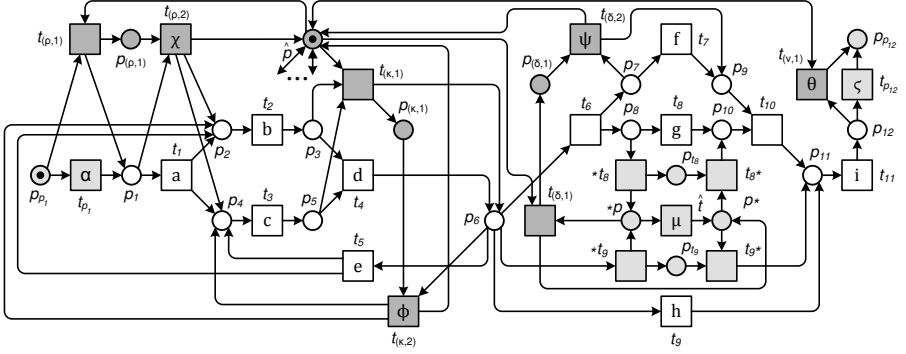 t(ρ,1)
p(ρ,1)
χ
t(ρ,2)
p̂
...
t(κ,1)
p(κ,1)
ψ
t(δ,2)
p(δ,1)
f
t7
p7
p9
t(v,1)
θ
ς
pp12
tp12
p12
t2
b
p2
p3
t6
p8
t8
g
p10
t10
pp1
α
tp1
p1
t1
a
p4
t3
c
p5
d
t4
p11
i
t11
*t8
pt8
t8*
t(δ,1)
*p
μ
t̂
p*
p6
t5
e
*t9
pt9
t9*
ϕ
t(κ,2)
h
t9